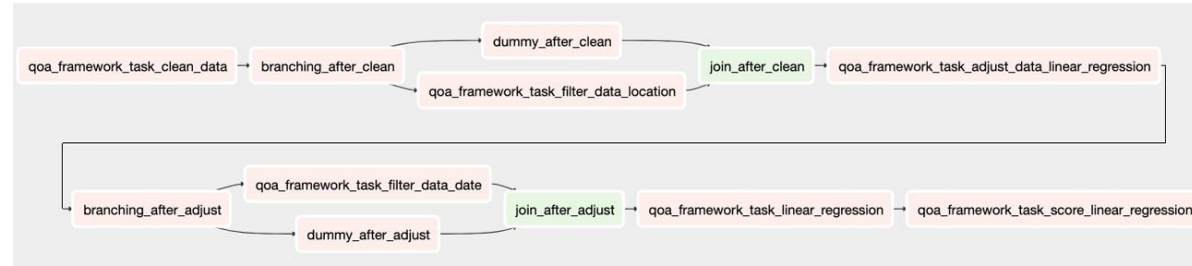 qoa_framework_task_clean_data
branching_after_clean
dummy_after_clean
qoa_framework_task_filter_data_location
join_after_clean
qoa_framework_task_adjust_data_linear_regression
branching_after_adjust
qoa_framework_task_filter_data_date
dummy_after_adjust
join_after_adjust
qoa_framework_task_linear_regression
qoa_framework_task_score_linear_regression